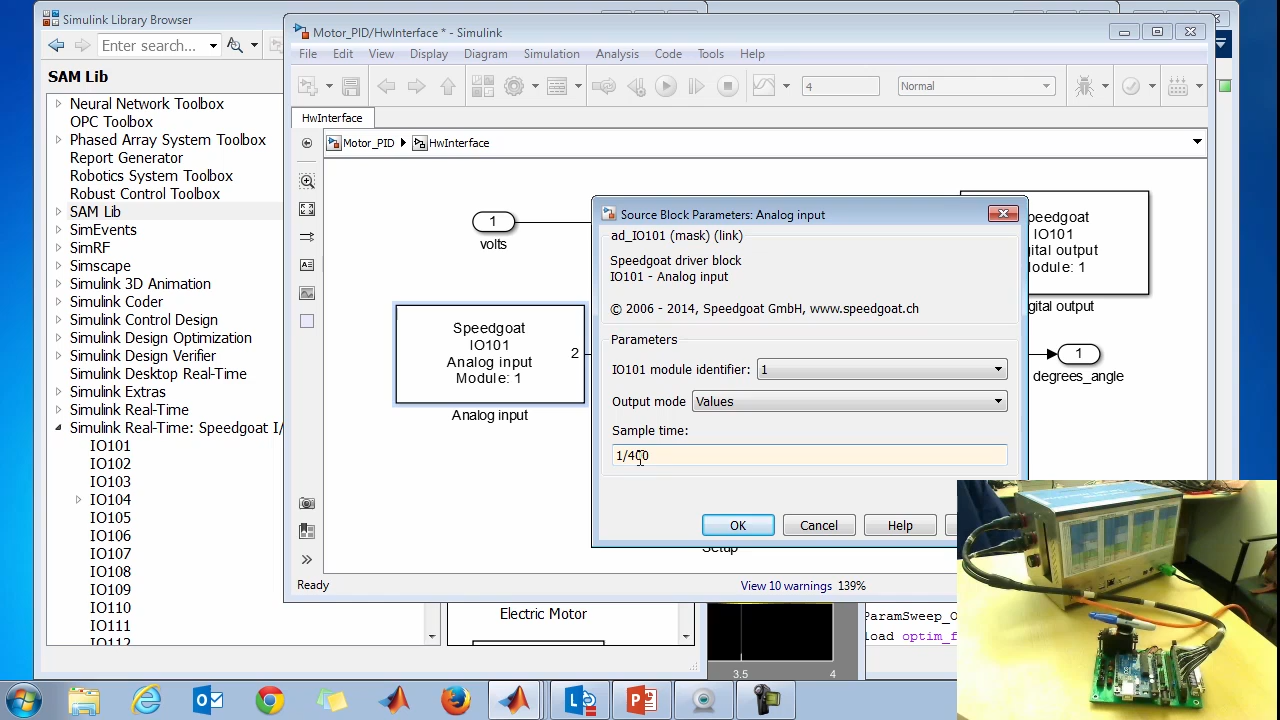 Simulink Library Browser
Enter search...
SAM Lib
Neural Network Toolbox
OPC Toolbox
Phased Array System Toolbox
Report Generator
Robotics System Toolbox
Robust Control Toolbox
SAM Lib
SimEvents
SimRF
Simscape
Simulink 3D Animation
Simulink Coder
Simulink Control Design
Simulink Design Optimization
Simulink Design Verifier
Simulink Desktop Real-Time
Simulink Extras
Simulink Real-Time
Simulink Real-Time: Speedgoat I/
IO101
IO102
IO103
IO104
IO105
IO106
IO107
IO108
IO109
IO110
IO111
IO112
Motor_PID/HwInterface * - Simulink
File Edit View Display Diagram Simulation Analysis Code Tools Help
4
Normal
HwInterface
Motor_PID HwInterface
1
volts
Speedgoat
IO101
Analog input
Module: 1
2
Analog input
Source Block Parameters: Analog input
ad_IO101 (mask) (link)
Speedgoat driver block
IO101 - Analog input
© 2006 - 2014, Speedgoat GmbH, www.speedgoat.ch
Parameters
IO101 module identifier: 1
Output mode Values
Sample time:
1/400
OK Cancel Help
peedgoat
IO101
gital output
odule: 1
gital output
1
degrees_angle
Setup
Ready
View 10 warnings 139%
Electric Motor
3.5 4
ParamSweep_O
load optim_f